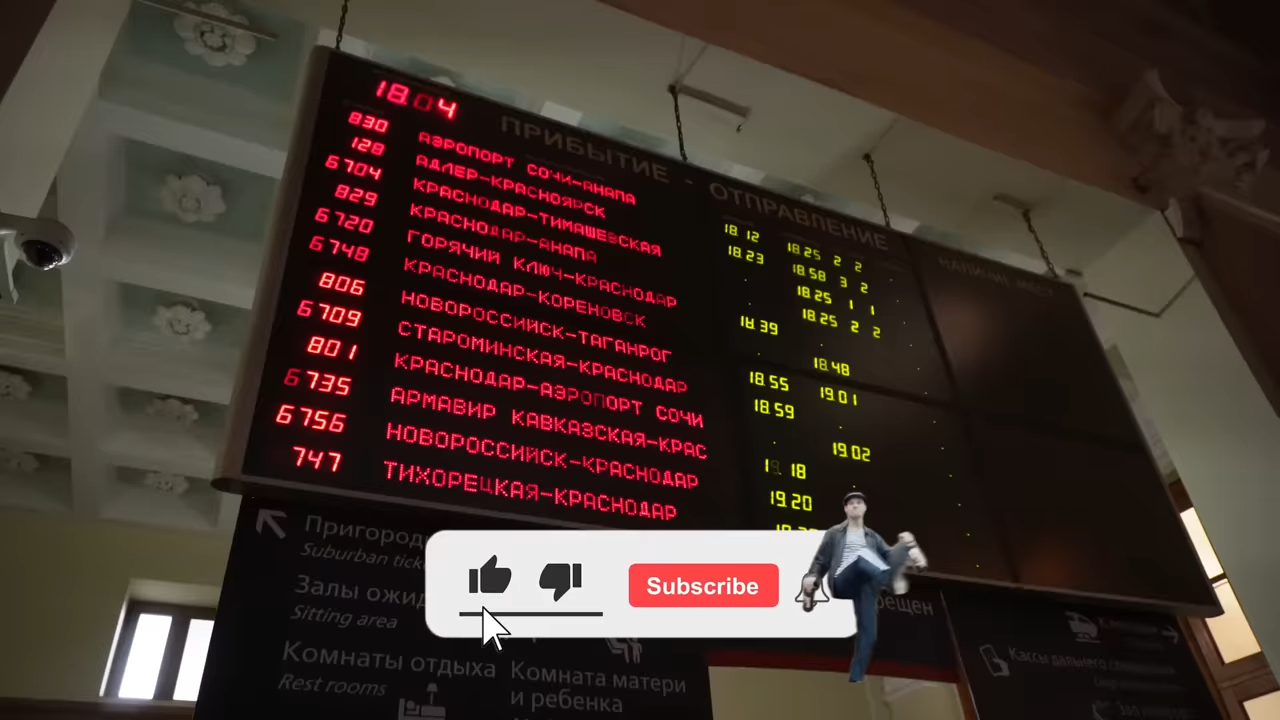 18.04
ПРИБЫТИЕ - ОТПРАВЛЕНИЕ
830 АЭРОПОРТ СОЧИ-АНАПА 18.12 18.25 2 2
128 АДЛЕР-КРАСНОЯРСК 18.23 18.58 3 2
6704 КРАСНОДАР-ТИМАШЕВСКАЯ 18.25 1 1
829 КРАСНОДАР-АНАПА 18.25 2 2
6720 ГОРЯЧИЙ КЛЮЧ-КРАСНОДАР 18.39
6748 КРАСНОДАР-КОРЕНОВСК 18.48
806 НОВОРОССИЙСК-ТАГАНРОГ 18.55 19.01
6709 СТАРОМИНСКАЯ-КРАСНОДАР 18.59
801 КРАСНОДАР-АЭРОПОРТ СОЧИ 19.02
6735 АРМАВИР КАВКАЗСКАЯ-КРАС 19.18
6756 НОВОРОССИЙСК-КРАСНОДАР 19.20
747 ТИХОРЕЦКАЯ-КРАСНОДАР
Suburban
Залы
Sitting area
Комнаты отдыха
Rest rooms
Комната матери
и ребенка
Subscribe
Кассы дальнего